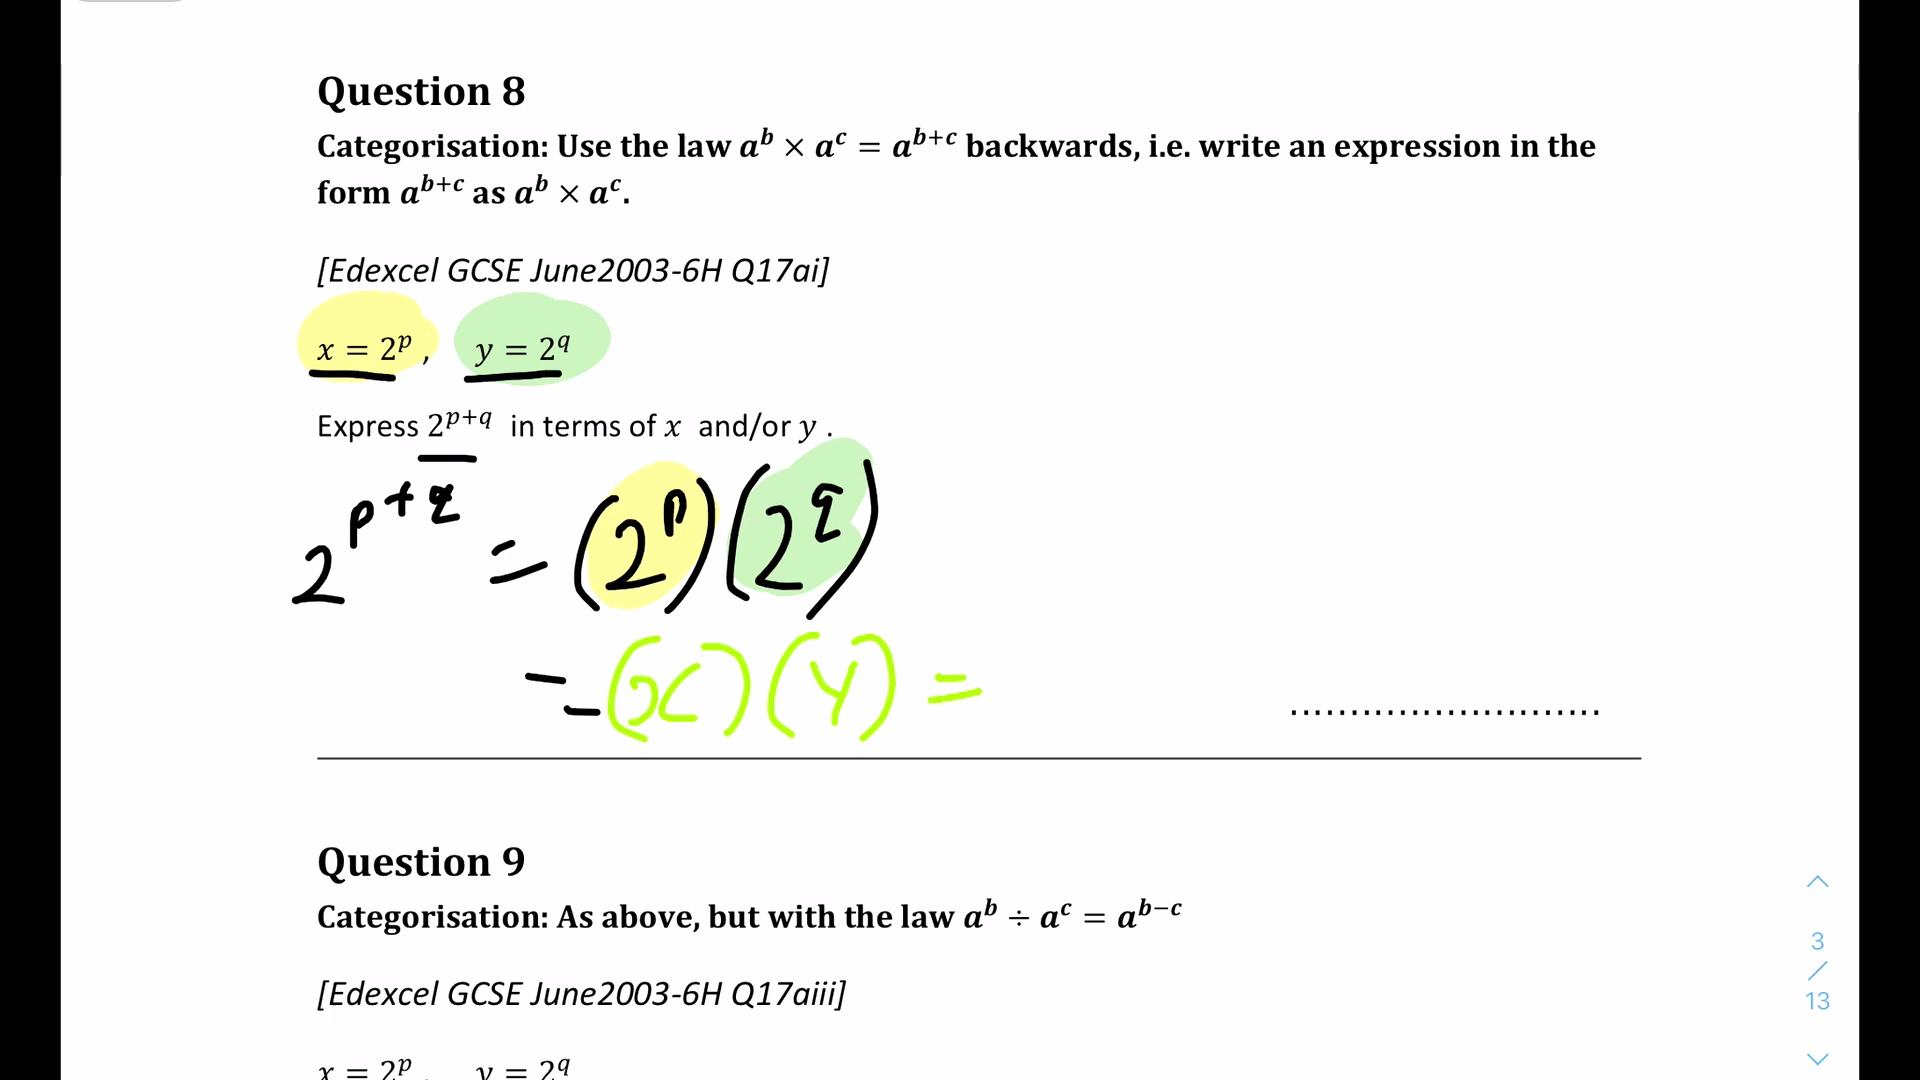 Question 8
Categorisation: Use the law a^b × a^c = a^{b+c} backwards, i.e. write an expression in the
form a^{b+c} as a^b × a^c.
[Edexcel GCSE June2003-6H Q17ai]
x = 2^p ,   y = 2^q
Express 2^{p+q} in terms of x and/or y .
2^{p+q} = (2^p)(2^q)
= (x)(y) =
..........................
Question 9
Categorisation: As above, but with the law a^b ÷ a^c = a^{b−c}
[Edexcel GCSE June2003-6H Q17aiii]
x = 2^p ,   y = 2^q
3
/
13